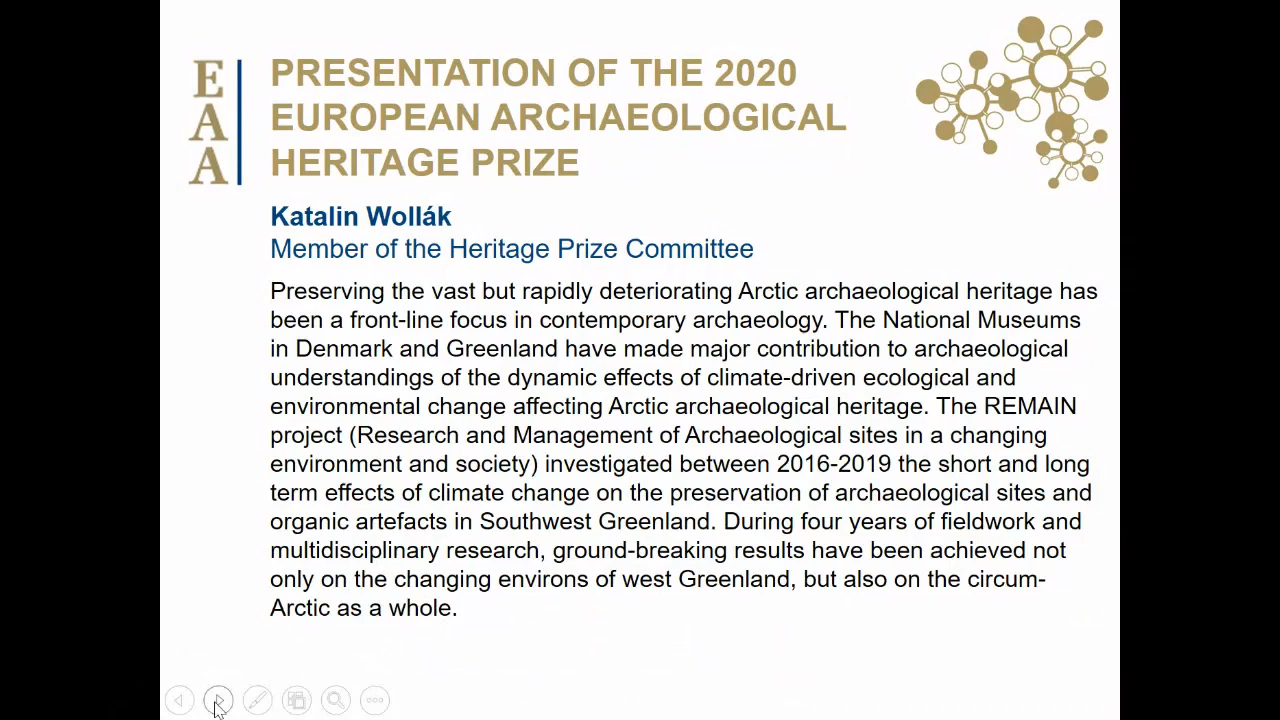 E
A
A
PRESENTATION OF THE 2020
EUROPEAN ARCHAEOLOGICAL
HERITAGE PRIZE
Katalin Wollák
Member of the Heritage Prize Committee
Preserving the vast but rapidly deteriorating Arctic archaeological heritage has
been a front-line focus in contemporary archaeology. The National Museums
in Denmark and Greenland have made major contribution to archaeological
understandings of the dynamic effects of climate-driven ecological and
environmental change affecting Arctic archaeological heritage. The REMAIN
project (Research and Management of Archaeological sites in a changing
environment and society) investigated between 2016-2019 the short and long
term effects of climate change on the preservation of archaeological sites and
organic artefacts in Southwest Greenland. During four years of fieldwork and
multidisciplinary research, ground-breaking results have been achieved not
only on the changing environs of west Greenland, but also on the circum-
Arctic as a whole.